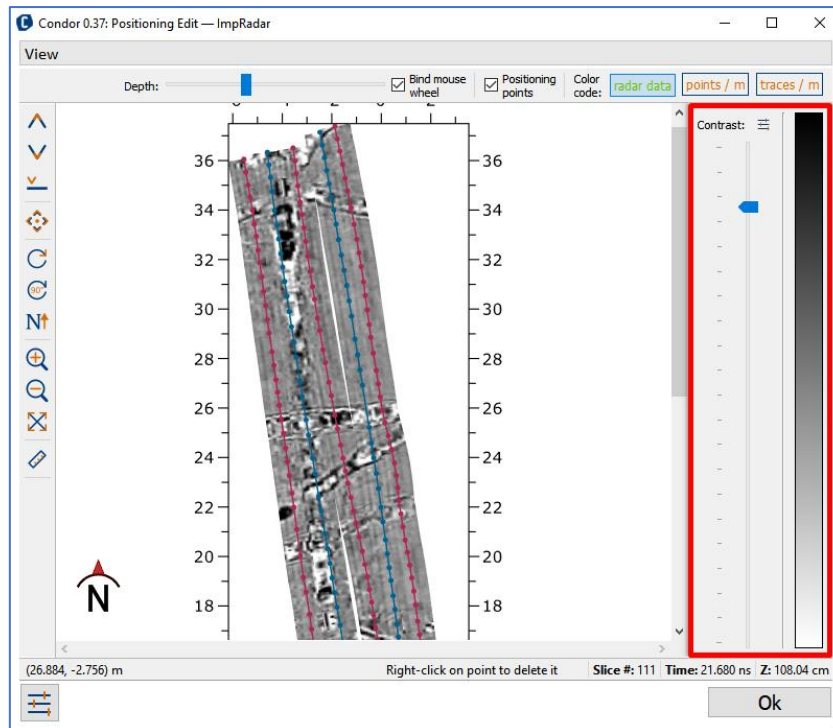 Condor 0.37: Positioning Edit — ImpRadar
View
Depth:
Bind mouse
wheel
Positioning
points
Color
code:
radar data
points / m
traces / m
Contrast:
36
34
32
30
28
26
24
22
20
18
36
34
32
30
28
26
24
22
20
18
90°
N
N
(26.884, -2.756) m
Right-click on point to delete it
Slice #: 111
Time: 21.680 ns
Z: 108.04 cm
Ok